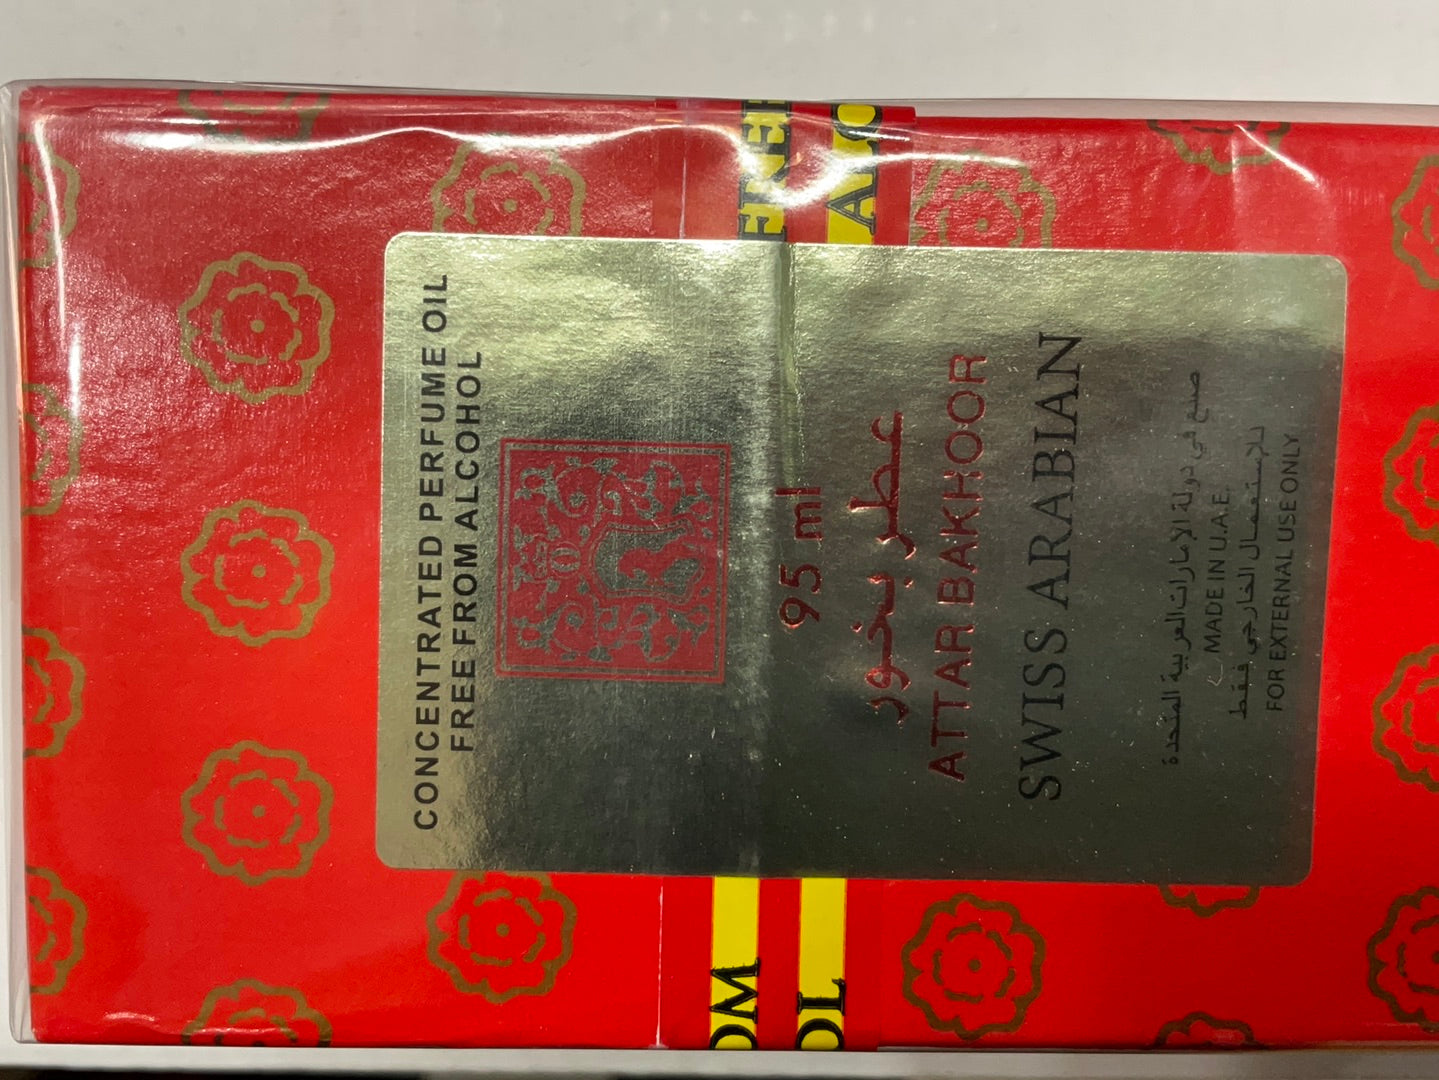 CONCENTRATED PERFUME OIL
FREE FROM ALCOHOL
95 ml
عطر بخور
ATTAR BAKHOOR
SWISS ARABIAN
صنع في دولة الإمارات العربية المتحدة
MADE IN U.A.E.
للإستعمال الخارجي فقط
FOR EXTERNAL USE ONLY